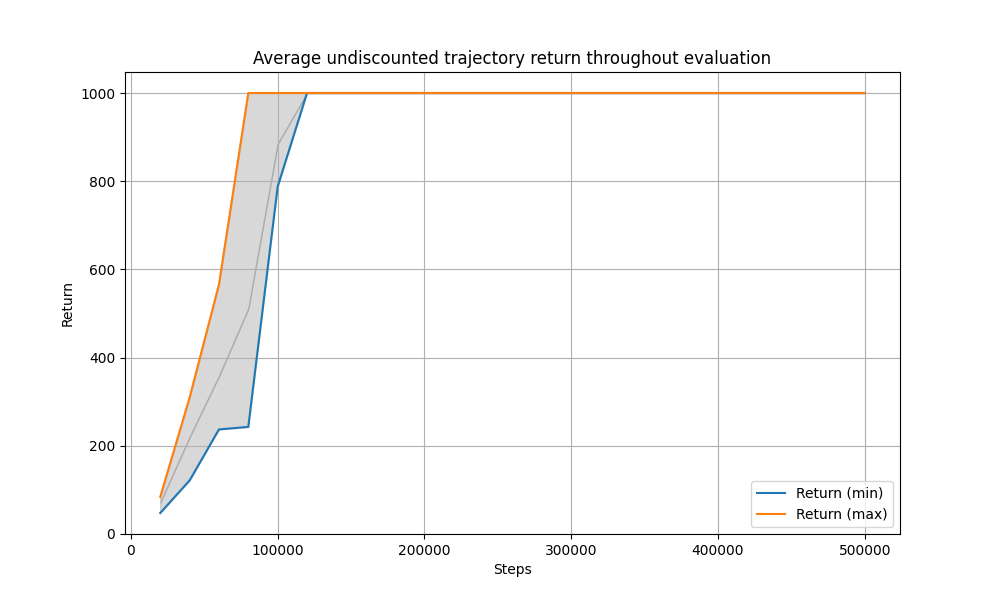 Average undiscounted trajectory return throughout evaluation
1000
800
600
400
200
0
Return
0 100000 200000 300000 400000 500000
Steps
Return (min)
Return (max)